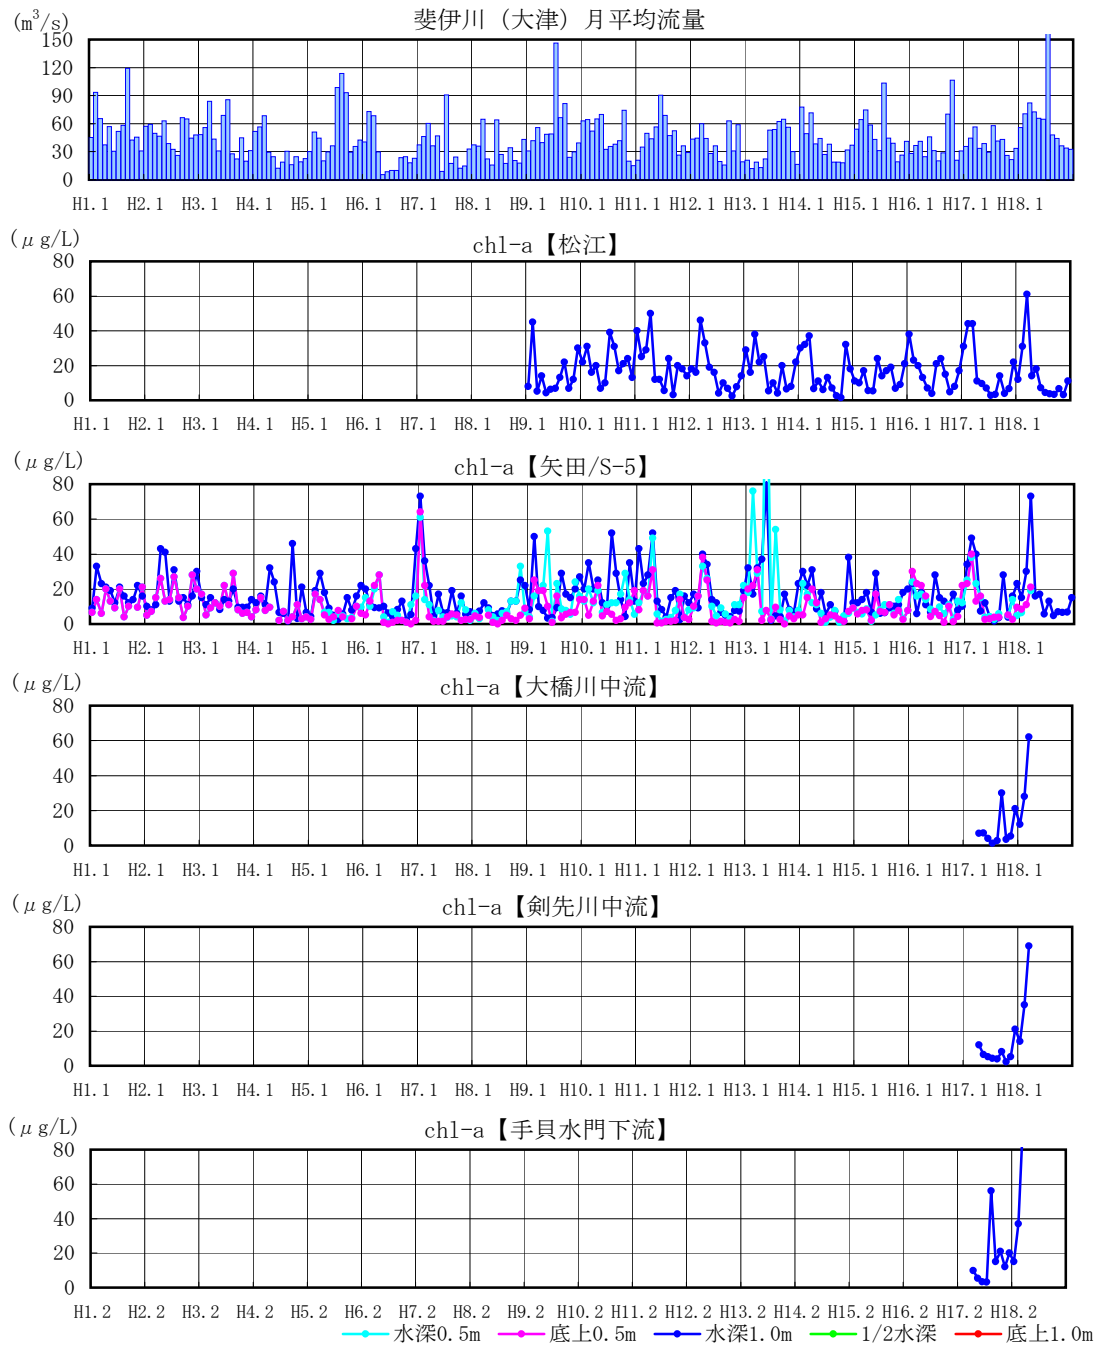 (m³/s)
斐伊川（大津）月平均流量
150
120
90
60
30
0
H1.1 H2.1 H3.1 H4.1 H5.1 H6.1 H7.1 H8.1 H9.1 H10.1 H11.1 H12.1 H13.1 H14.1 H15.1 H16.1 H17.1 H18.1
(μg/L)
chl-a【松江】
80
60
40
20
0
H1.1 H2.1 H3.1 H4.1 H5.1 H6.1 H7.1 H8.1 H9.1 H10.1 H11.1 H12.1 H13.1 H14.1 H15.1 H16.1 H17.1 H18.1
(μg/L)
chl-a【矢田/S-5】
80
60
40
20
0
H1.1 H2.1 H3.1 H4.1 H5.1 H6.1 H7.1 H8.1 H9.1 H10.1 H11.1 H12.1 H13.1 H14.1 H15.1 H16.1 H17.1 H18.1
(μg/L)
chl-a【大橋川中流】
80
60
40
20
0
H1.1 H2.1 H3.1 H4.1 H5.1 H6.1 H7.1 H8.1 H9.1 H10.1 H11.1 H12.1 H13.1 H14.1 H15.1 H16.1 H17.1 H18.1
(μg/L)
chl-a【剣先川中流】
80
60
40
20
0
H1.1 H2.1 H3.1 H4.1 H5.1 H6.1 H7.1 H8.1 H9.1 H10.1 H11.1 H12.1 H13.1 H14.1 H15.1 H16.1 H17.1 H18.1
(μg/L)
chl-a【手貝水門下流】
80
60
40
20
0
H1.2 H2.2 H3.2 H4.2 H5.2 H6.2 H7.2 H8.2 H9.2 H10.2 H11.2 H12.2 H13.2 H14.2 H15.2 H16.2 H17.2 H18.2
水深0.5m 底上0.5m 水深1.0m 1/2水深 底上1.0m